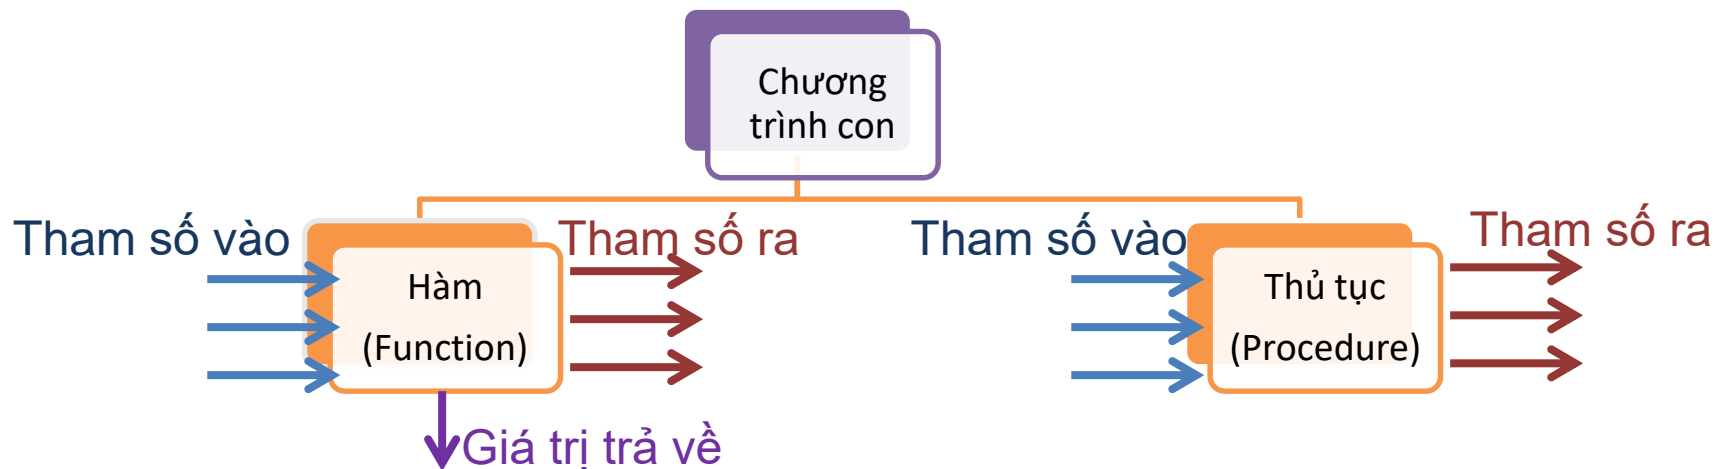 Chương
trình con
Tham số vào
Hàm
(Function)
Tham số ra
Giá trị trả về
Tham số vào
Thủ tục
(Procedure)
Tham số ra